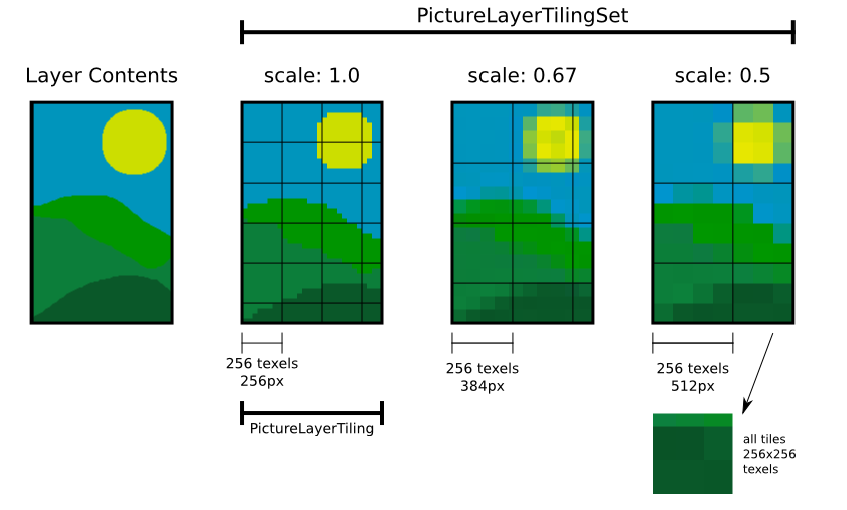 PictureLayerTilingSet
Layer Contents
scale: 1.0
scale: 0.67
scale: 0.5
256 texels
256px
256 texels
384px
256 texels
512px
PictureLayerTiling
all tiles
256x256
texels